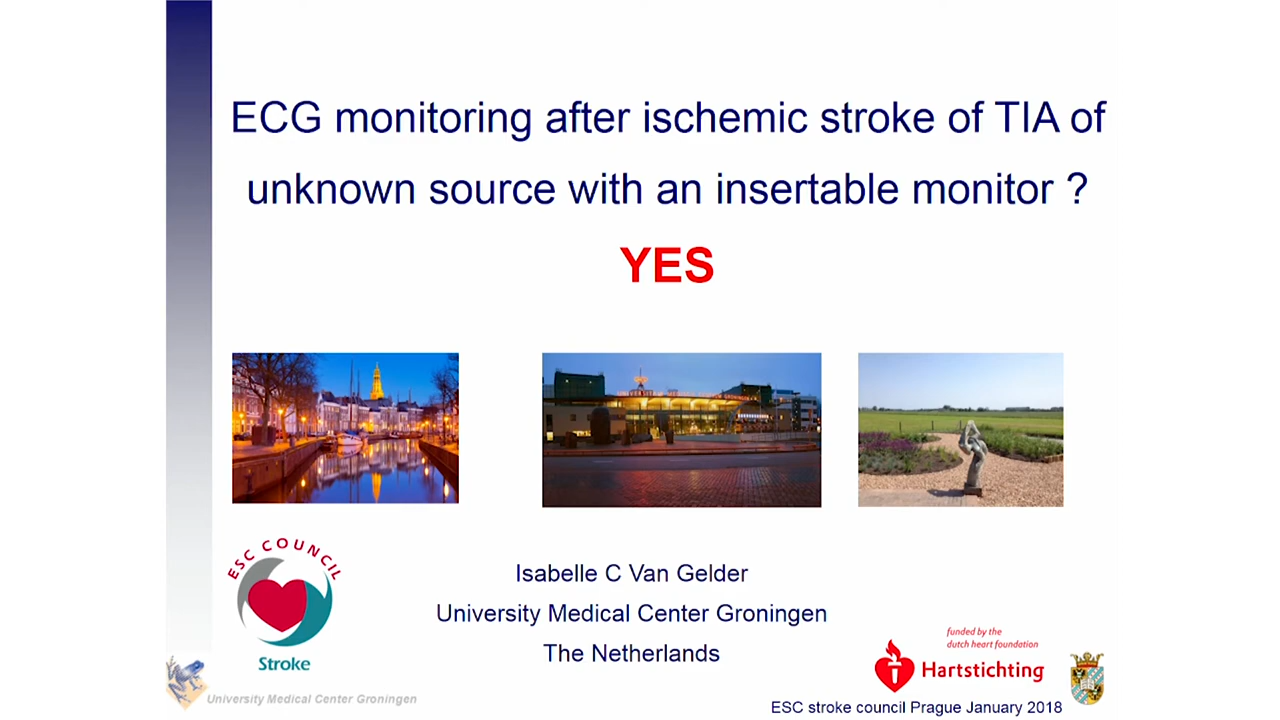 ECG monitoring after ischemic stroke of TIA of
unknown source with an insertable monitor ?
YES
ESC COUNCIL
Stroke
Isabelle C Van Gelder
University Medical Center Groningen
The Netherlands
funded by the
dutch heart foundation
Hartstichting
University Medical Center Groningen
ESC stroke council Prague January 2018